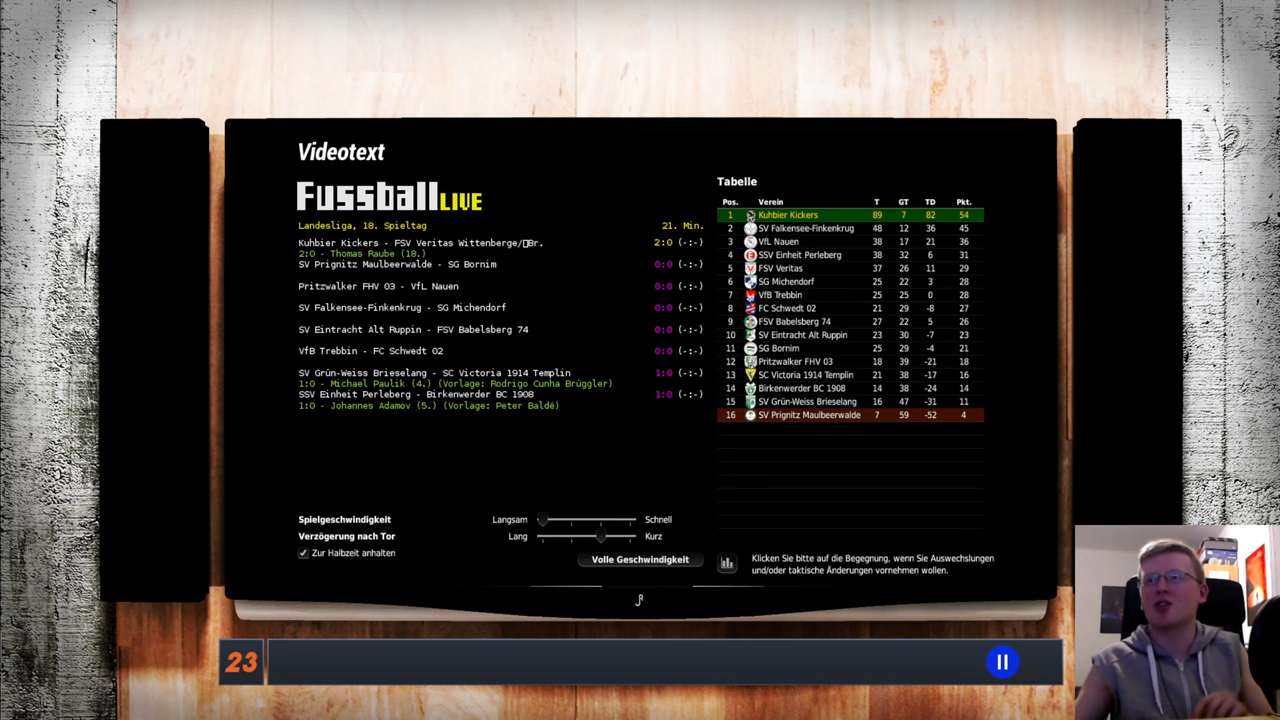 Videotext
Fussball LIVE
Landesliga, 18. Spieltag 21. Min.
Kuhbier Kickers - FSV Veritas Wittenberge/▯Br. 2:0 (-:-)
2:0 - Thomas Raube (18.)
SV Prignitz Maulbeerwalde - SG Bornim 0:0 (-:-)
Pritzwalker FHV 03 - VfL Nauen 0:0 (-:-)
SV Falkensee-Finkenkrug - SG Michendorf 0:0 (-:-)
SV Eintracht Alt Ruppin - FSV Babelsberg 74 0:0 (-:-)
VfB Trebbin - FC Schwedt 02 0:0 (-:-)
SV Grün-Weiss Brieselang - SC Victoria 1914 Templin 1:0 (-:-)
1:0 - Michael Paulik (4.) (Vorlage: Rodrigo Cunha Brüggler)
SSV Einheit Perleberg - Birkenwerder BC 1908 1:0 (-:-)
1:0 - Johannes Adamov (5.) (Vorlage: Peter Baldé)
Tabelle
Pos. Verein T GT TD Pkt.
1 Kuhbier Kickers 89 7 82 54
2 SV Falkensee-Finkenkrug 48 12 36 45
3 VfL Nauen 38 17 21 36
4 SSV Einheit Perleberg 38 32 6 31
5 FSV Veritas 37 26 11 29
6 SG Michendorf 25 22 3 28
7 VfB Trebbin 25 25 0 28
8 FC Schwedt 02 21 29 -8 27
9 FSV Babelsberg 74 27 22 5 26
10 SV Eintracht Alt Ruppin 23 30 -7 23
11 SG Bornim 25 29 -4 21
12 Pritzwalker FHV 03 18 39 -21 18
13 SC Victoria 1914 Templin 21 38 -17 16
14 Birkenwerder BC 1908 14 38 -24 14
15 SV Grün-Weiss Brieselang 16 47 -31 11
16 SV Prignitz Maulbeerwalde 7 59 -52 4
Spielgeschwindigkeit Langsam Schnell
Verzögerung nach Tor Lang Kurz
Zur Halbzeit anhalten
Volle Geschwindigkeit
Klicken Sie bitte auf die Begegnung, wenn Sie Auswechslungen
und/oder taktische Änderungen vornehmen wollen.
23